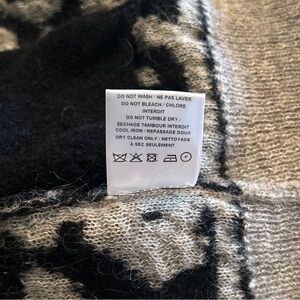 DO NOT WASH / NE PAS LAVER
DO NOT BLEACH / CHLORE
INTERDIT
DO NOT TUMBLE DRY /
SECHAGE TAMBOUR INTERDIT
COOL IRON / REPASSAGE DOUX
DRY CLEAN ONLY / NETTOYAGE
À SEC SEULEMENT